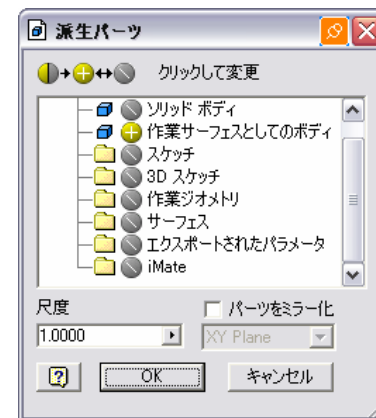 派生パーツ
クリックして変更
ソリッド ボディ
作業サーフェスとしてのボディ
スケッチ
3D スケッチ
作業ジオメトリ
サーフェス
エクスポートされたパラメータ
iMate
尺度
パーツをミラー化
1.0000
XY Plane
OK
キャンセル